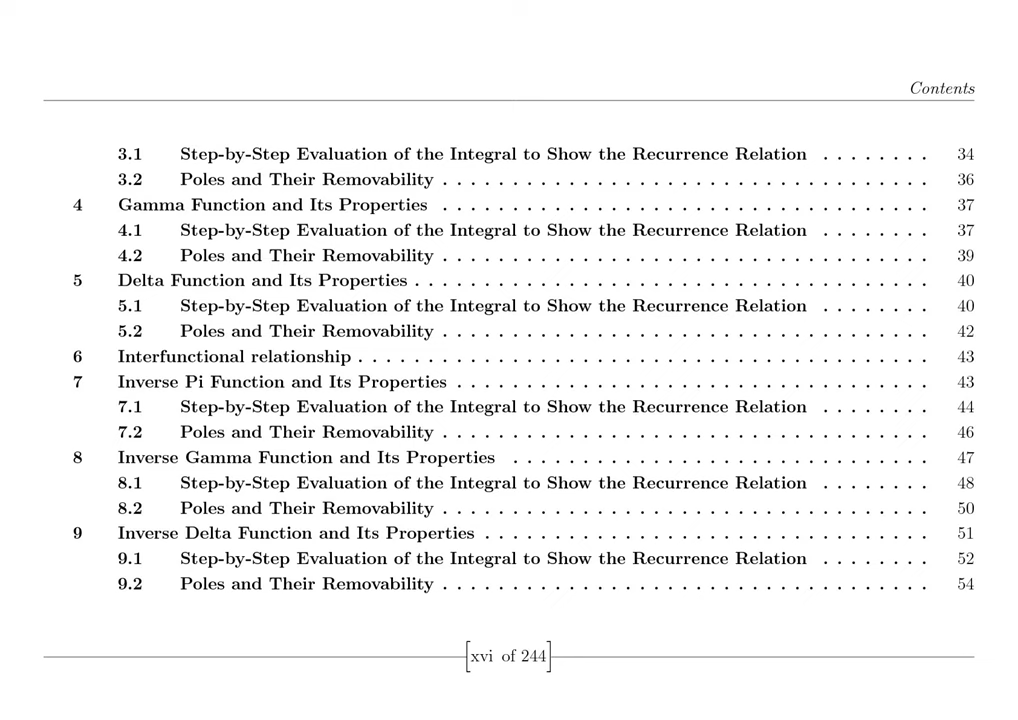 Contents
3.1 Step-by-Step Evaluation of the Integral to Show the Recurrence Relation . . . . . . . . 34
3.2 Poles and Their Removability . . . . . . . . . . . . . . . . . . . . . . . . . . . . . . . . . . . 36
4 Gamma Function and Its Properties . . . . . . . . . . . . . . . . . . . . . . . . . . . . . . . . . . . 37
4.1 Step-by-Step Evaluation of the Integral to Show the Recurrence Relation . . . . . . . . 37
4.2 Poles and Their Removability . . . . . . . . . . . . . . . . . . . . . . . . . . . . . . . . . . . 39
5 Delta Function and Its Properties . . . . . . . . . . . . . . . . . . . . . . . . . . . . . . . . . . . . . 40
5.1 Step-by-Step Evaluation of the Integral to Show the Recurrence Relation . . . . . . . . 40
5.2 Poles and Their Removability . . . . . . . . . . . . . . . . . . . . . . . . . . . . . . . . . . . 42
6 Interfunctional relationship . . . . . . . . . . . . . . . . . . . . . . . . . . . . . . . . . . . . . . . . . 43
7 Inverse Pi Function and Its Properties . . . . . . . . . . . . . . . . . . . . . . . . . . . . . . . . . . 43
7.1 Step-by-Step Evaluation of the Integral to Show the Recurrence Relation . . . . . . . . 44
7.2 Poles and Their Removability . . . . . . . . . . . . . . . . . . . . . . . . . . . . . . . . . . . 46
8 Inverse Gamma Function and Its Properties . . . . . . . . . . . . . . . . . . . . . . . . . . . . . . 47
8.1 Step-by-Step Evaluation of the Integral to Show the Recurrence Relation . . . . . . . . 48
8.2 Poles and Their Removability . . . . . . . . . . . . . . . . . . . . . . . . . . . . . . . . . . . 50
9 Inverse Delta Function and Its Properties . . . . . . . . . . . . . . . . . . . . . . . . . . . . . . . . 51
9.1 Step-by-Step Evaluation of the Integral to Show the Recurrence Relation . . . . . . . . 52
9.2 Poles and Their Removability . . . . . . . . . . . . . . . . . . . . . . . . . . . . . . . . . . . 54
[xvi of 244]